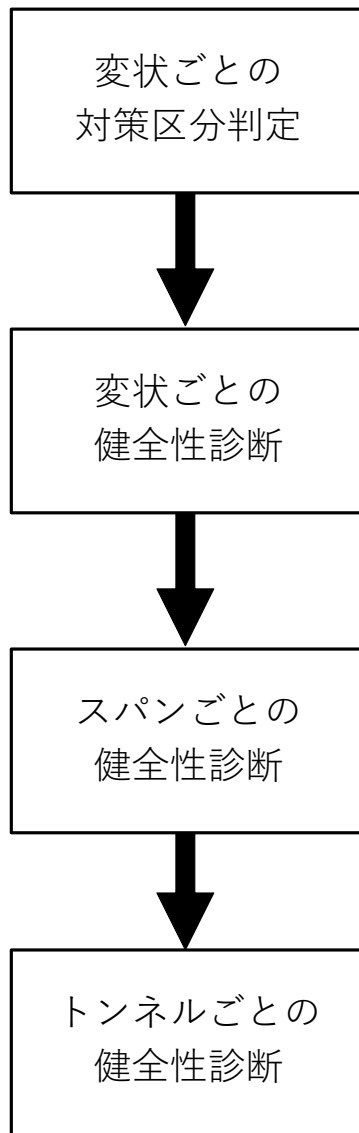 変状ごとの
対策区分判定
変状ごとの
健全性診断
スパンごとの
健全性診断
トンネルごとの
健全性診断